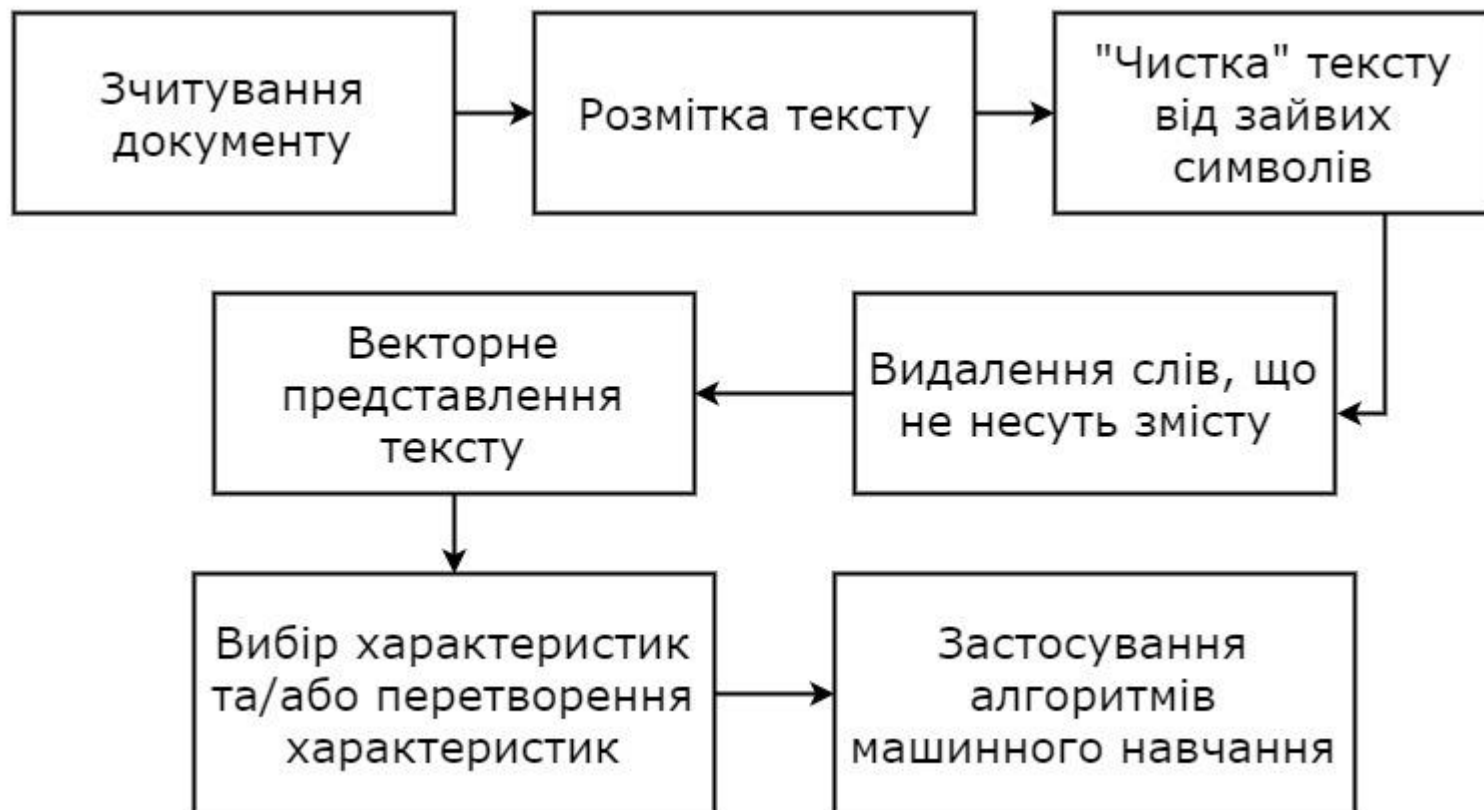 Зчитування
документу
Розмітка тексту
"Чистка" тексту
від зайвих
символів
Видалення слів, що
не несуть змісту
Векторне
представлення
тексту
Вибір характеристик
та/або перетворення
характеристик
Застосування
алгоритмів
машинного навчання